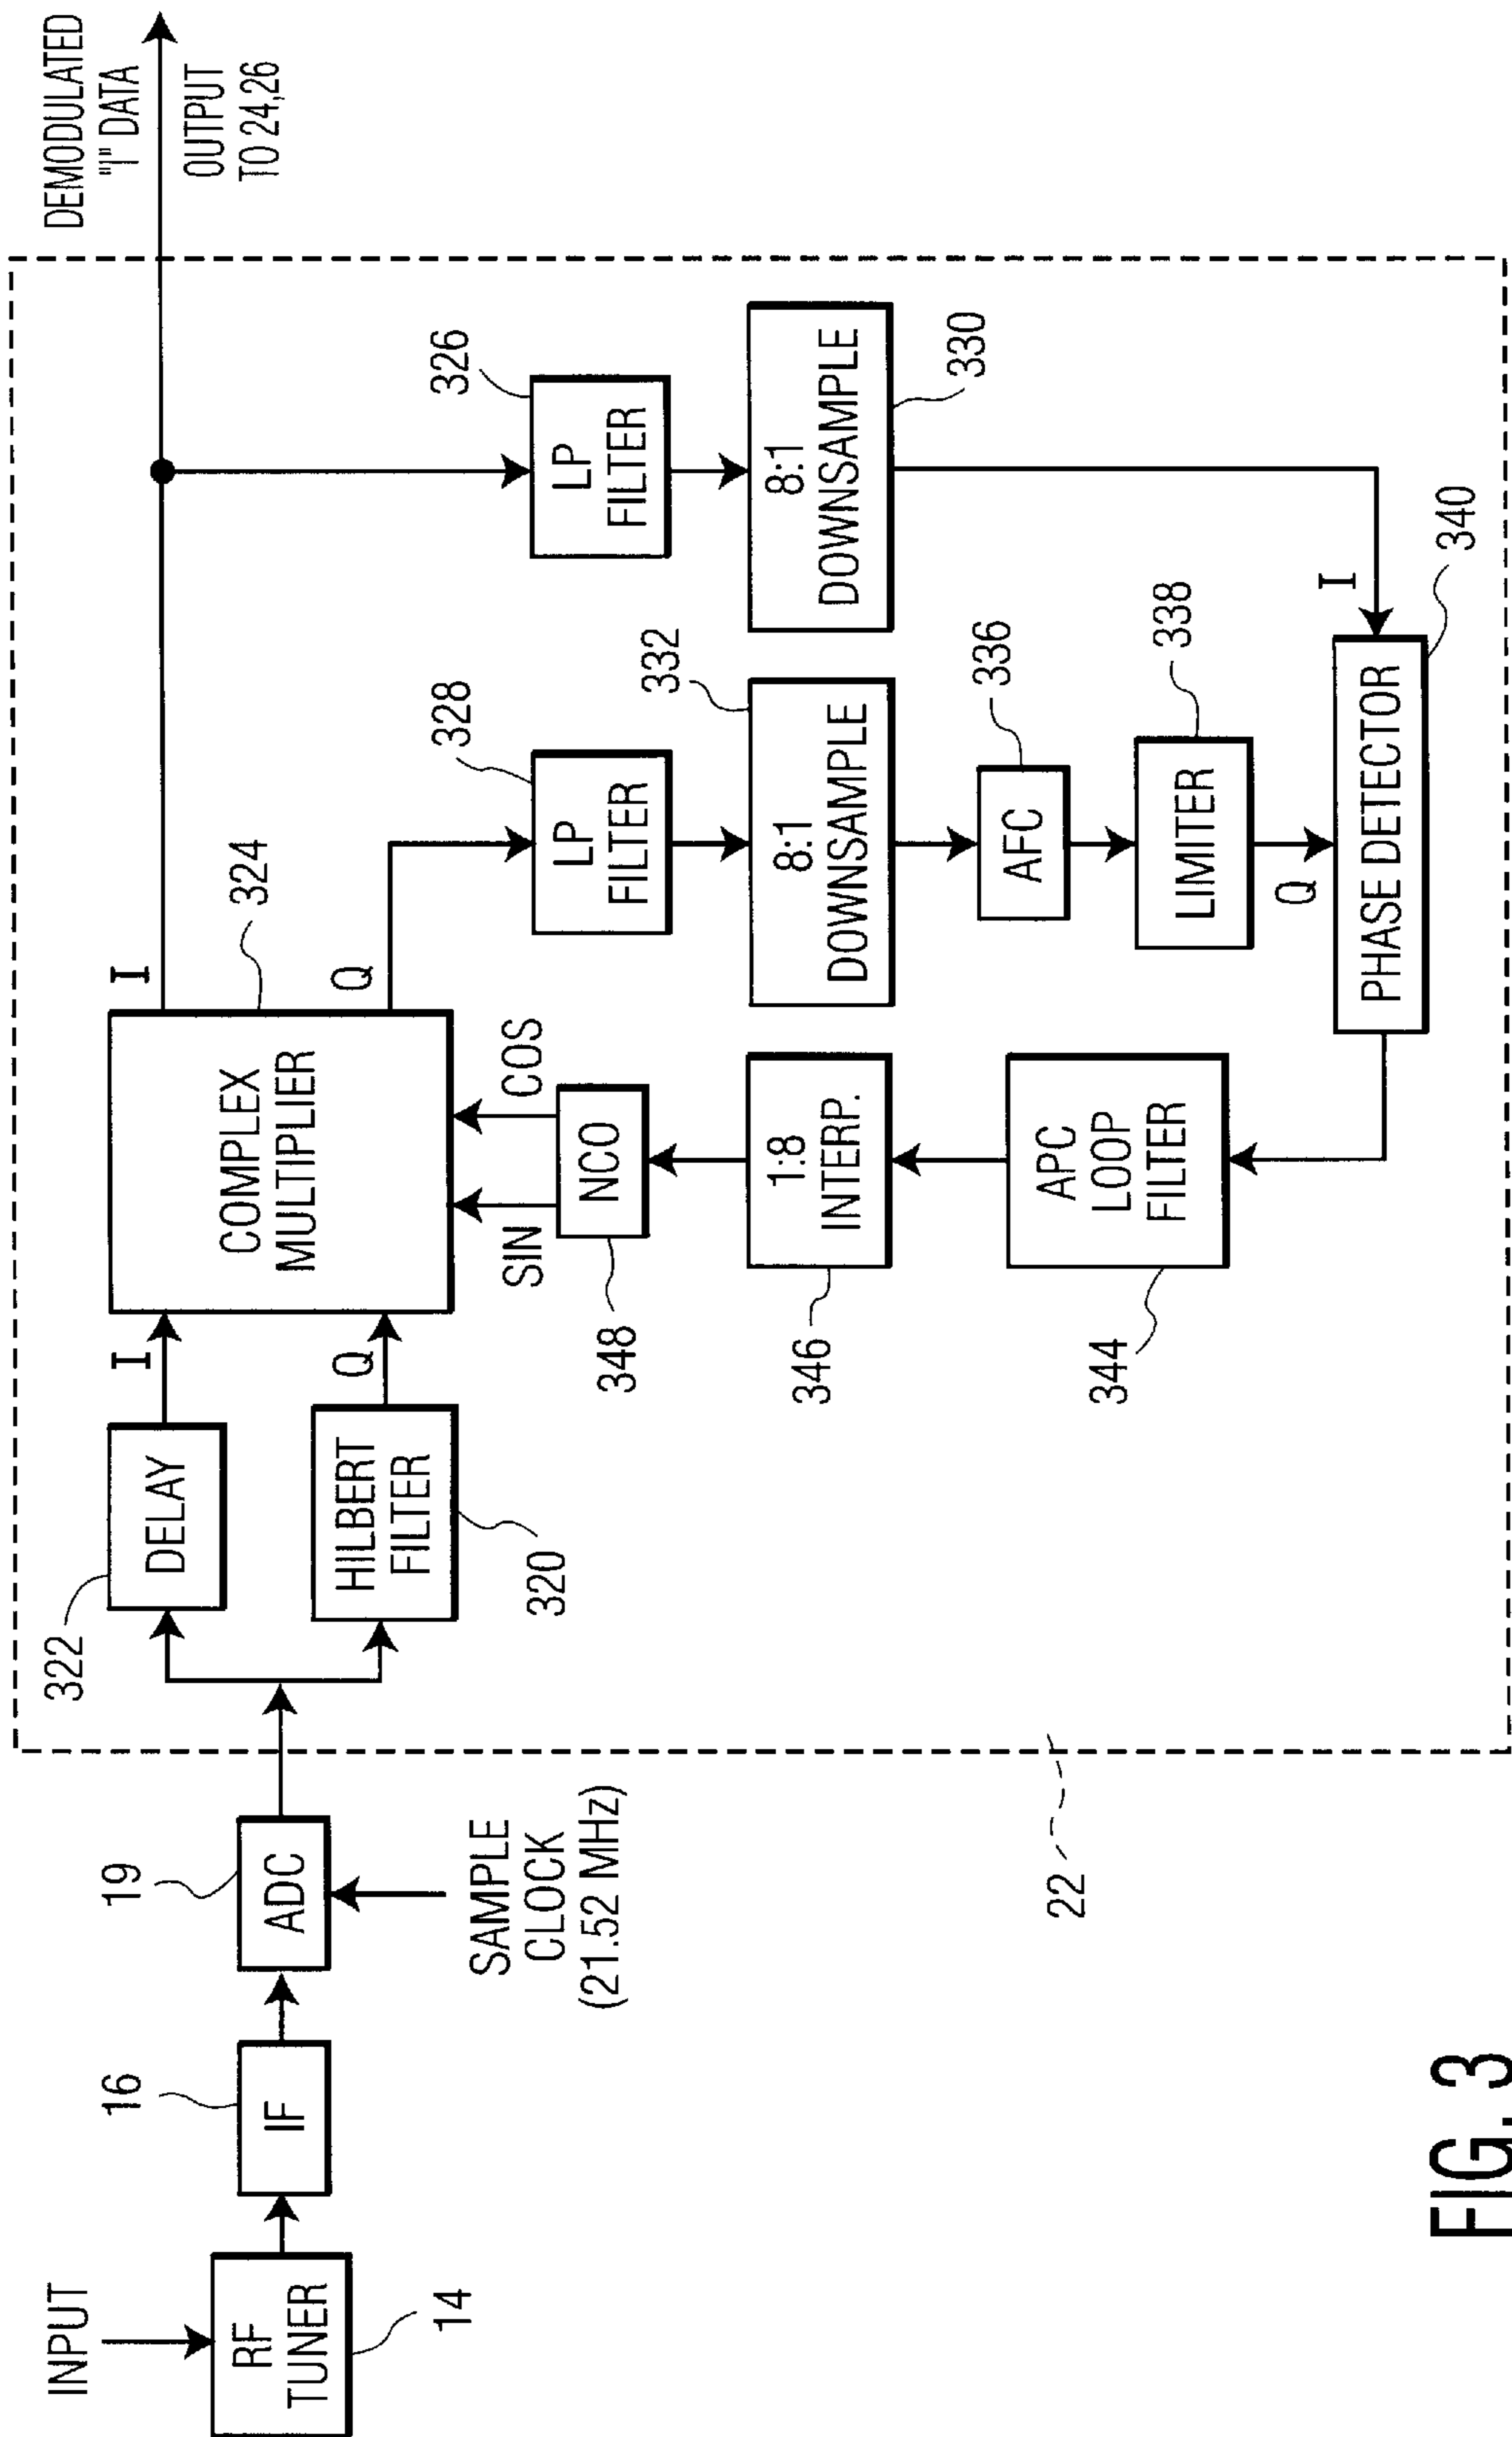 INPUT
RF
TUNER
14
16
IF
19
ADC
SAMPLE
CLOCK
(21.52 MHz)
22
322
DELAY
I
HILBERT
FILTER
320
Q
COMPLEX
MULTIPLIER
324
I
Q
SIN
COS
NCO
348
1:8
INTERP.
346
APC
LOOP
FILTER
344
328
LP
FILTER
332
8:1
DOWNSAMPLE
336
AFC
338
LIMITER
Q
326
LP
FILTER
8:1
DOWNSAMPLE
330
I
340
PHASE DETECTOR
DEMODULATED
"I" DATA
OUTPUT
TO 24,26
FIG. 3